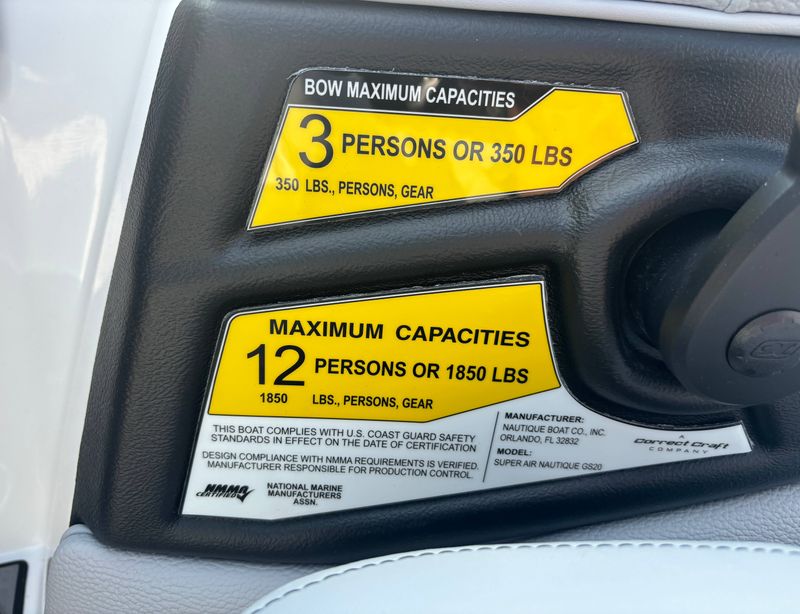 BOW MAXIMUM CAPACITIES
3 PERSONS OR 350 LBS
350 LBS., PERSONS, GEAR
MAXIMUM CAPACITIES
12 PERSONS OR 1850 LBS
1850 LBS., PERSONS, GEAR
THIS BOAT COMPLIES WITH U.S. COAST GUARD SAFETY
STANDARDS IN EFFECT ON THE DATE OF CERTIFICATION
DESIGN COMPLIANCE WITH NMMA REQUIREMENTS IS VERIFIED.
MANUFACTURER RESPONSIBLE FOR PRODUCTION CONTROL.
NMMA
CERTIFIED
NATIONAL MARINE
MANUFACTURERS
ASSN.
MANUFACTURER:
NAUTIQUE BOAT CO., INC.
ORLANDO, FL 32832
MODEL:
SUPER AIR NAUTIQUE GS20
A
Correct Craft
COMPANY